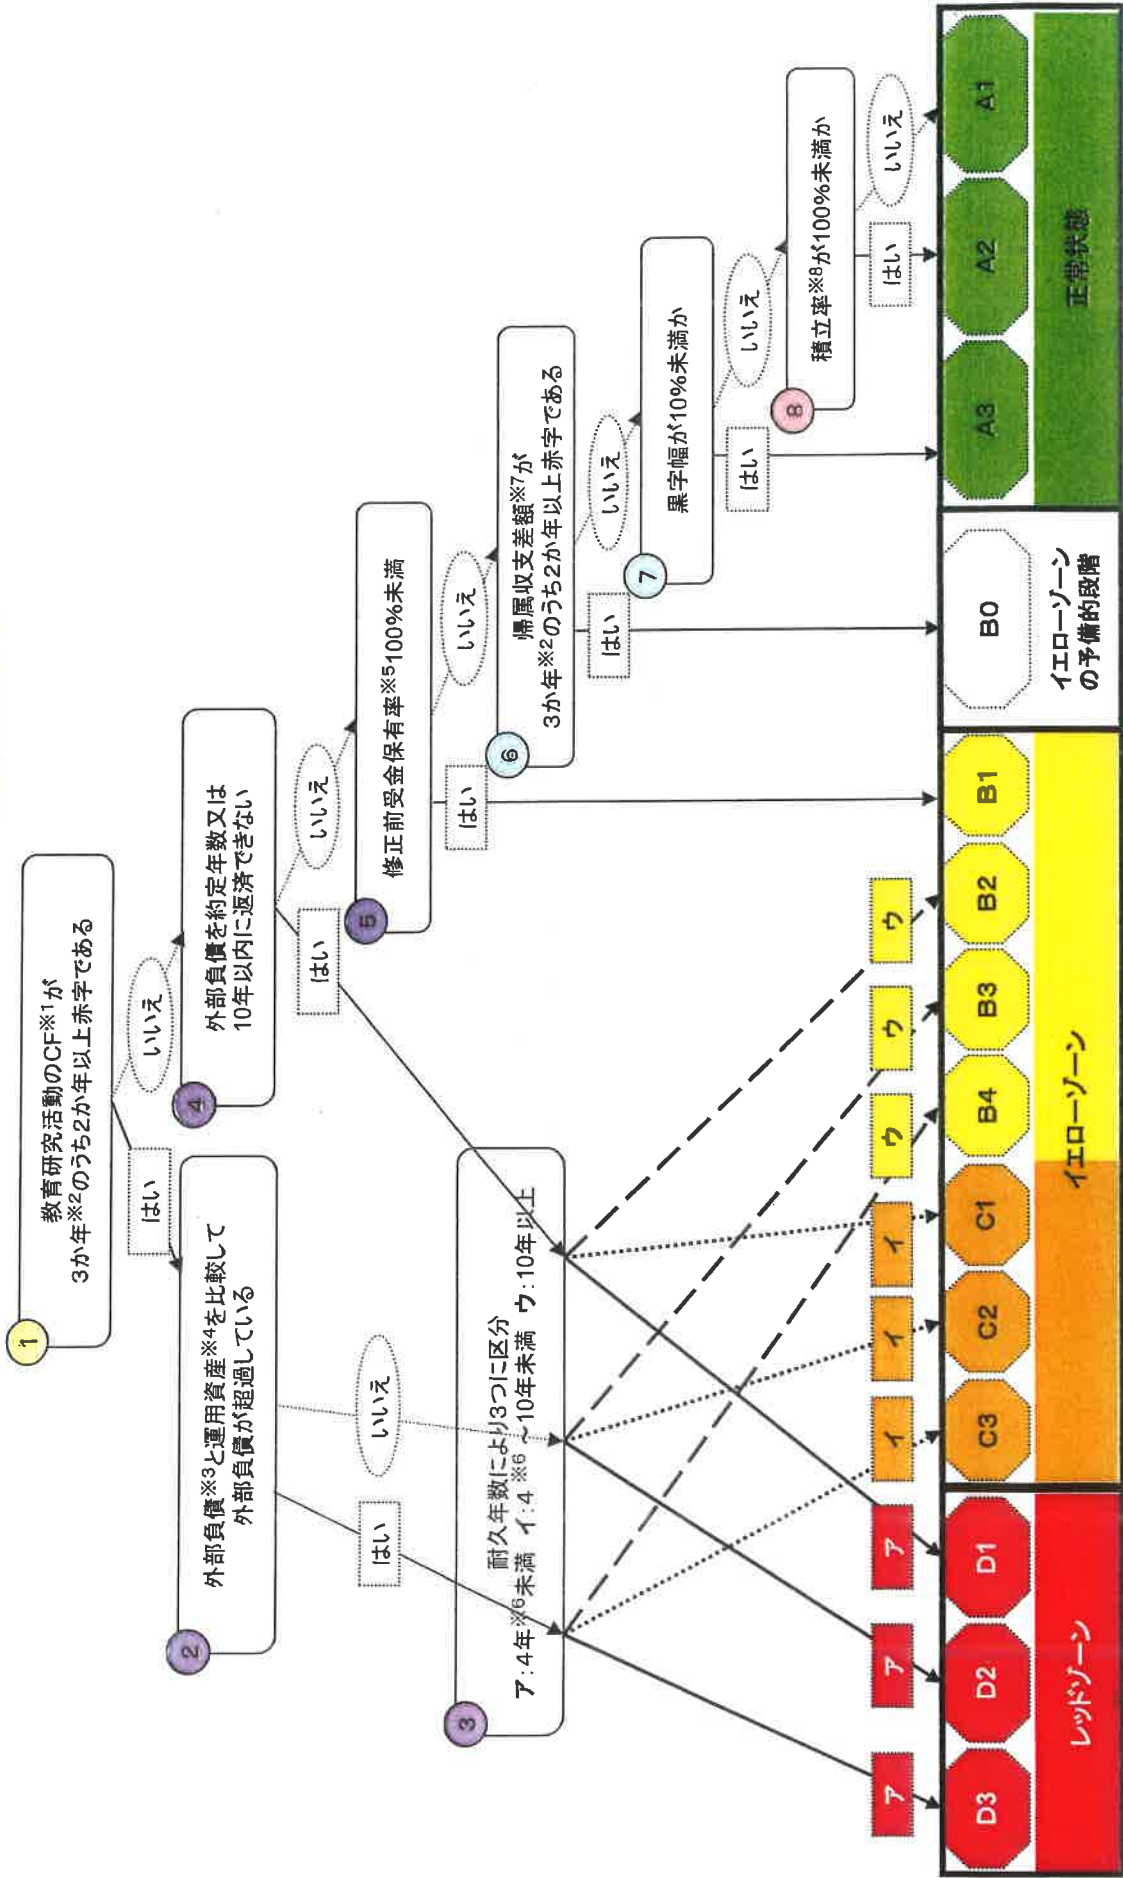 1
教育研究活動のCF※1が
3か年※2のうち2か年以上赤字である
はい
いいえ
2
外部負債※3と運用資産※4を比較して
外部負債が超過している
はい
いいえ
4
外部負債を約定年数又は
10年以内に返済できない
はい
いいえ
3
耐久年数により3つに区分
ア:4年※6未満 イ:4※6～10年未満 ウ:10年以上
5
修正前受金保有率※5100%未満
はい
いいえ
6
帰属収支差額※7が
3か年※2のうち2か年以上赤字である
はい
いいえ
7
黒字幅が10%未満か
はい
いいえ
8
積立率※8が100%未満か
はい
いいえ
ア
ア
ア
イ
イ
イ
ウ
ウ
ウ
D3
D2
D1
C3
C2
C1
B4
B3
B2
B1
B0
A3
A2
A1
レッドゾーン
イエローゾーン
イエローゾーン
の予備的段階
正常状態